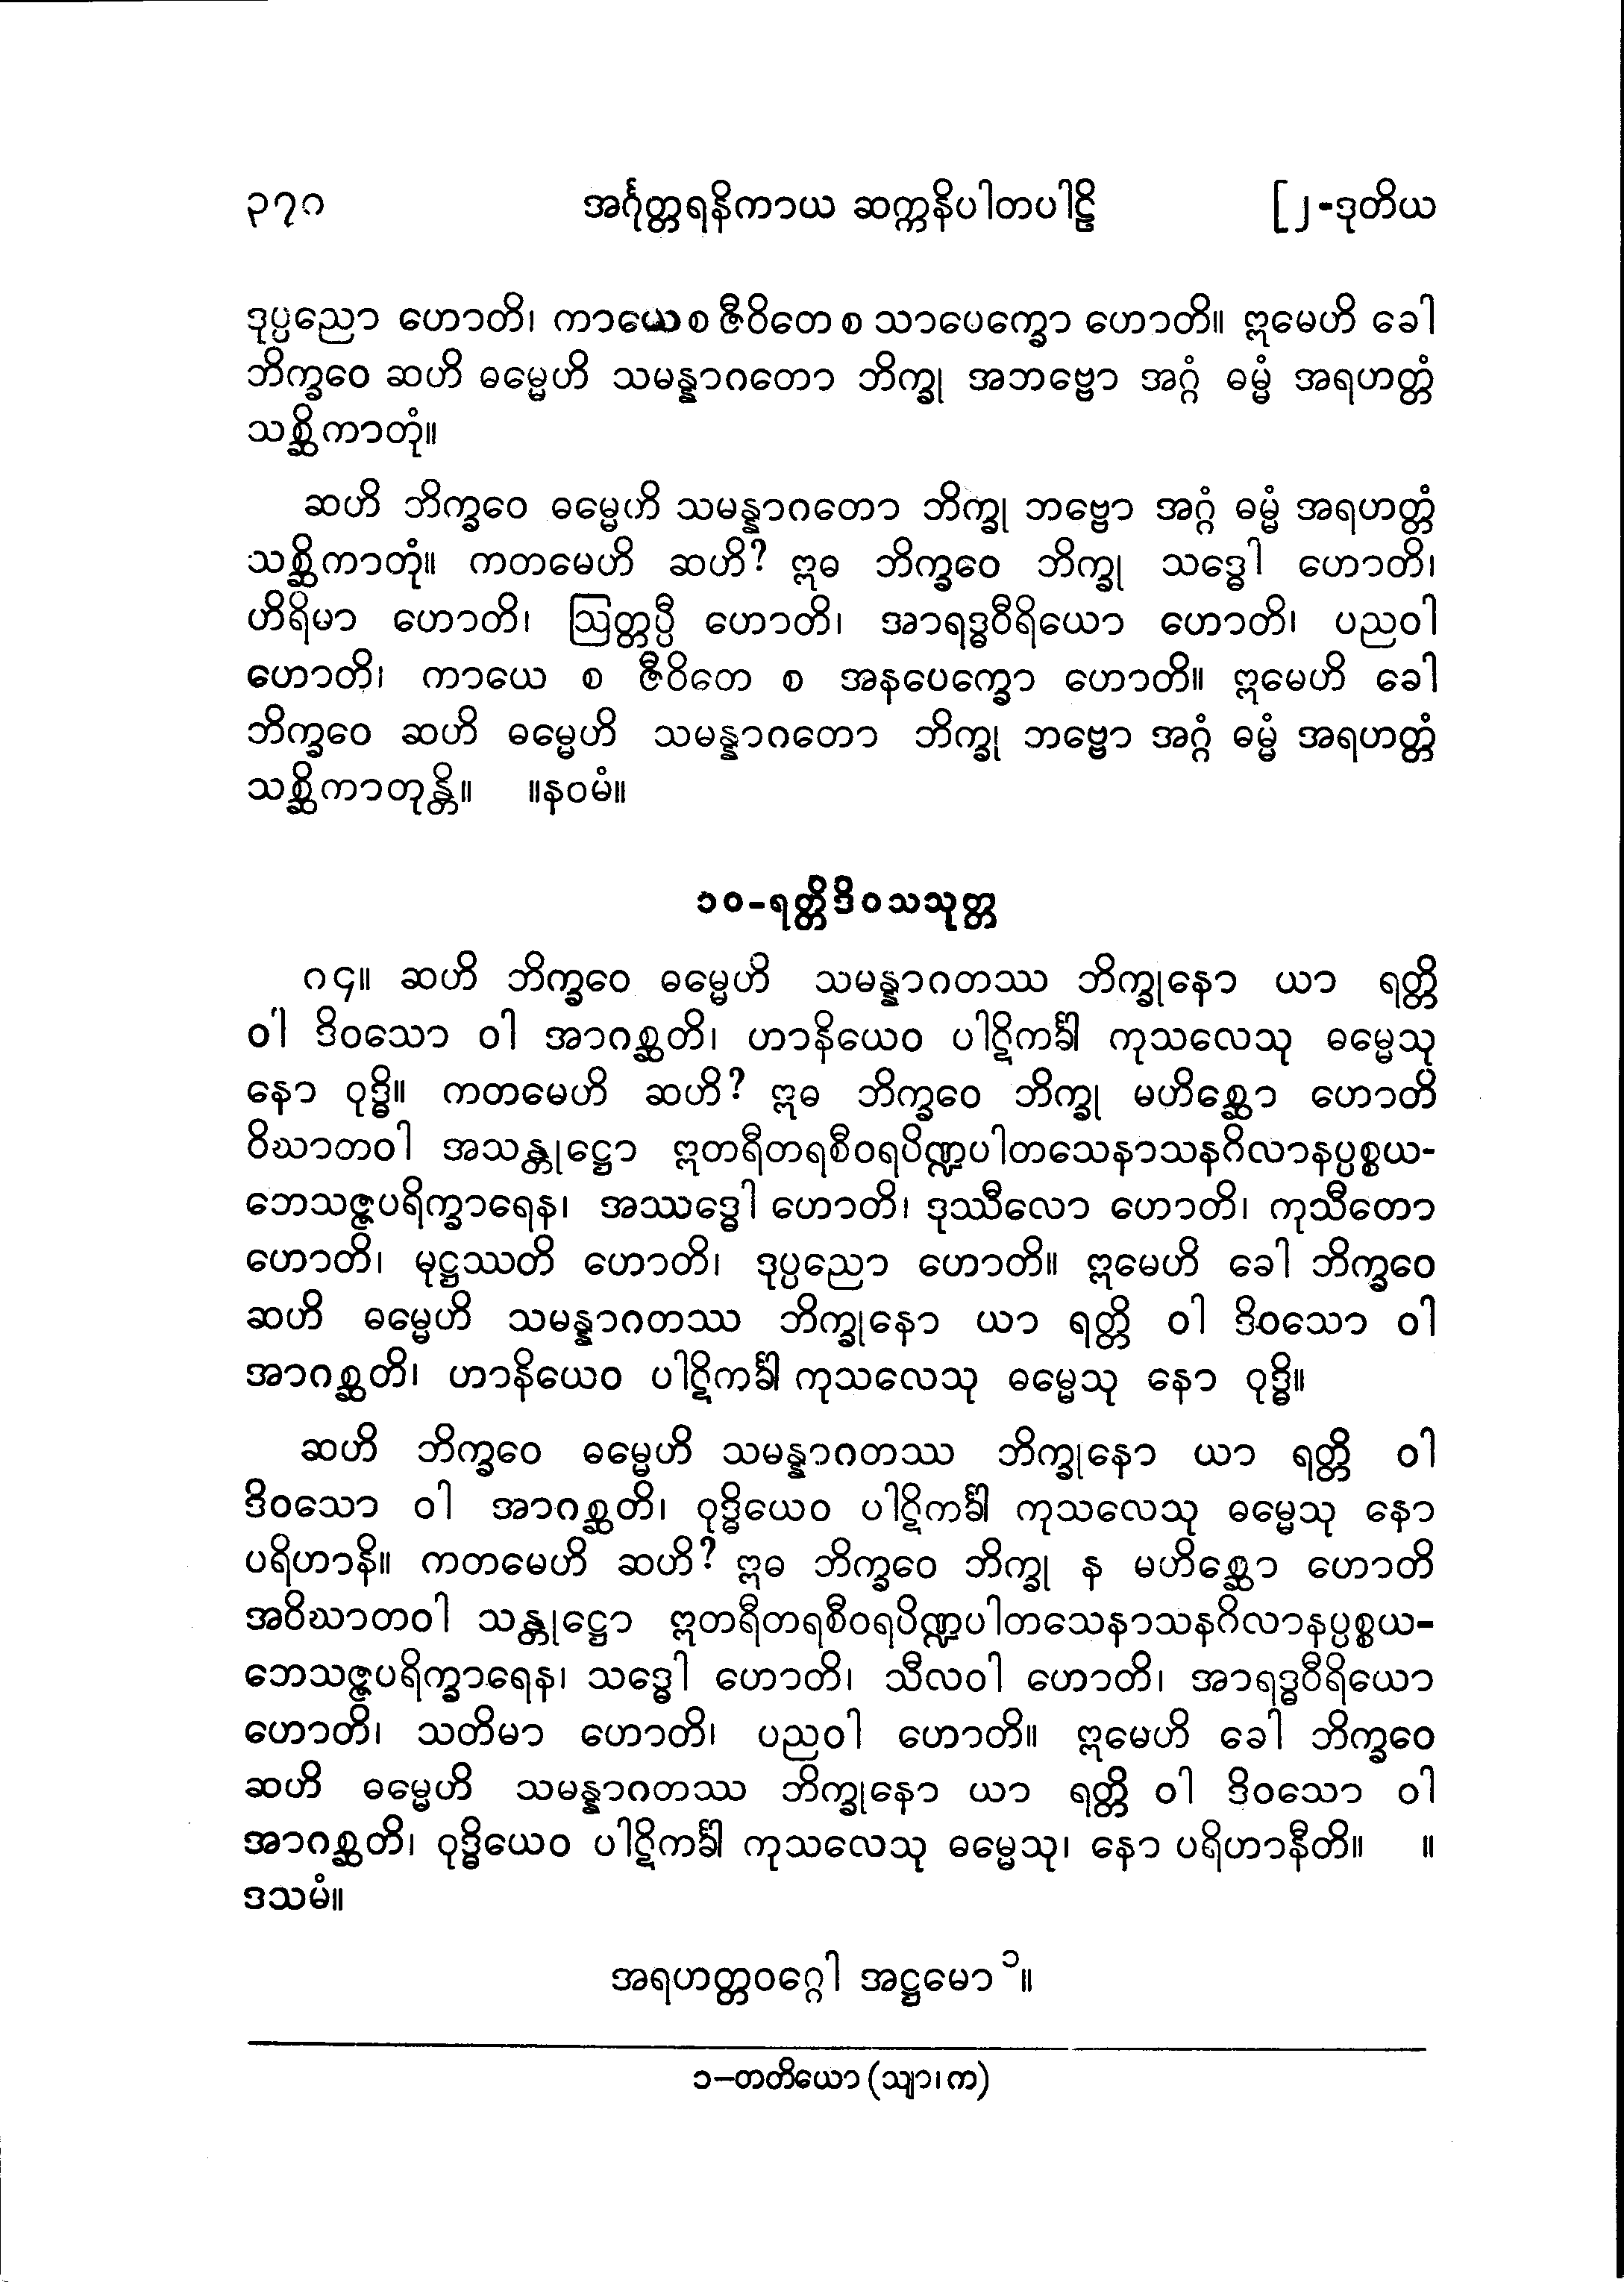 ၃၇၈ အင်္ဂုတ္တရနိကာယ ဆက္ကနိပါတပါဠိ [၂-ဒုတိယ
ဒုပ္ပညော ဟောတိ၊ ကာယေ စ ဇီဝိတေ စ သာပေက္ခော ဟောတိ။ ဣမေဟိ ခေါ
ဘိက္ခဝေ ဆဟိ ဓမ္မေဟိ သမန္နာဂတော ဘိက္ခု အဘဗ္ဗော အဂ္ဂံ ဓမ္မံ အရဟတ္တံ
သစ္ဆိကာတုံ။
ဆဟိ ဘိက္ခဝေ ဓမ္မေဟိ သမန္နာဂတော ဘိက္ခု ဘဗ္ဗော အဂ္ဂံ ဓမ္မံ အရဟတ္တံ
သစ္ဆိကာတုံ။ ကတမေဟိ ဆဟိ? ဣဓ ဘိက္ခဝေ ဘိက္ခု သဒ္ဓေါ ဟောတိ၊
ဟိရိမာ ဟောတိ၊ ဩတ္တပ္ပီ ဟောတိ၊ အာရဒ္ဓဝီရိယော ဟောတိ၊ ပညဝါ
ဟောတိ၊ ကာယေ စ ဇီဝိတေ စ အနပေက္ခော ဟောတိ။ ဣမေဟိ ခေါ
ဘိက္ခဝေ ဆဟိ ဓမ္မေဟိ သမန္နာဂတော ဘိက္ခု ဘဗ္ဗော အဂ္ဂံ ဓမ္မံ အရဟတ္တံ
သစ္ဆိကာတုန္တိ။ ။နဝမံ။
၁၀-ရတ္တိဒိဝသသုတ္တ
၈၄။ ဆဟိ ဘိက္ခဝေ ဓမ္မေဟိ သမန္နာဂတဿ ဘိက္ခုနော ယာ ရတ္တိ
ဝါ ဒိဝသော ဝါ အာဂစ္ဆတိ၊ ဟာနိယေဝ ပါဋိကင်္ခါ ကုသလေသု ဓမ္မေသု
နော ဝုဒ္ဓိ။ ကတမေဟိ ဆဟိ? ဣဓ ဘိက္ခဝေ ဘိက္ခု မဟိစ္ဆော ဟောတိ
ဝိဃာတဝါ အသန္တုဋ္ဌော ဣတရီတရစီဝရပိဏ္ဍပါတသေနာသနဂိလာနပ္ပစ္စယ-
ဘေသဇ္ဇပရိက္ခာရေန၊ အဿဒ္ဓေါ ဟောတိ၊ ဒုဿီလော ဟောတိ၊ ကုသီတော
ဟောတိ၊ မုဋ္ဌဿတိ ဟောတိ၊ ဒုပ္ပညော ဟောတိ။ ဣမေဟိ ခေါ ဘိက္ခဝေ
ဆဟိ ဓမ္မေဟိ သမန္နာဂတဿ ဘိက္ခုနော ယာ ရတ္တိ ဝါ ဒိဝသော ဝါ
အာဂစ္ဆတိ၊ ဟာနိယေဝ ပါဋိကင်္ခါ ကုသလေသု ဓမ္မေသု နော ဝုဒ္ဓိ။
ဆဟိ ဘိက္ခဝေ ဓမ္မေဟိ သမန္နာဂတဿ ဘိက္ခုနော ယာ ရတ္တိ ဝါ
ဒိဝသော ဝါ အာဂစ္ဆတိ၊ ဝုဒ္ဓိယေဝ ပါဋိကင်္ခါ ကုသလေသု ဓမ္မေသု နော
ပရိဟာနိ။ ကတမေဟိ ဆဟိ? ဣဓ ဘိက္ခဝေ ဘိက္ခု န မဟိစ္ဆော ဟောတိ
အဝိဃာတဝါ သန္တုဋ္ဌော ဣတရီတရစီဝရပိဏ္ဍပါတသေနာသနဂိလာနပ္ပစ္စယ-
ဘေသဇ္ဇပရိက္ခာရေန၊ သဒ္ဓေါ ဟောတိ၊ သီလဝါ ဟောတိ၊ အာရဒ္ဓဝီရိယော
ဟောတိ၊ သတိမာ ဟောတိ၊ ပညဝါ ဟောတိ။ ဣမေဟိ ခေါ ဘိက္ခဝေ
ဆဟိ ဓမ္မေဟိ သမန္နာဂတဿ ဘိက္ခုနော ယာ ရတ္တိ ဝါ ဒိဝသော ဝါ
အာဂစ္ဆတိ၊ ဝုဒ္ဓိယေဝ ပါဋိကင်္ခါ ကုသလေသု ဓမ္မေသု၊ နော ပရိဟာနီတိ။ ။
ဒသမံ။
အရဟတ္တဝဂ္ဂေါ အဋ္ဌမော ၁။
၁–တတိယော (သျာ၊ က)